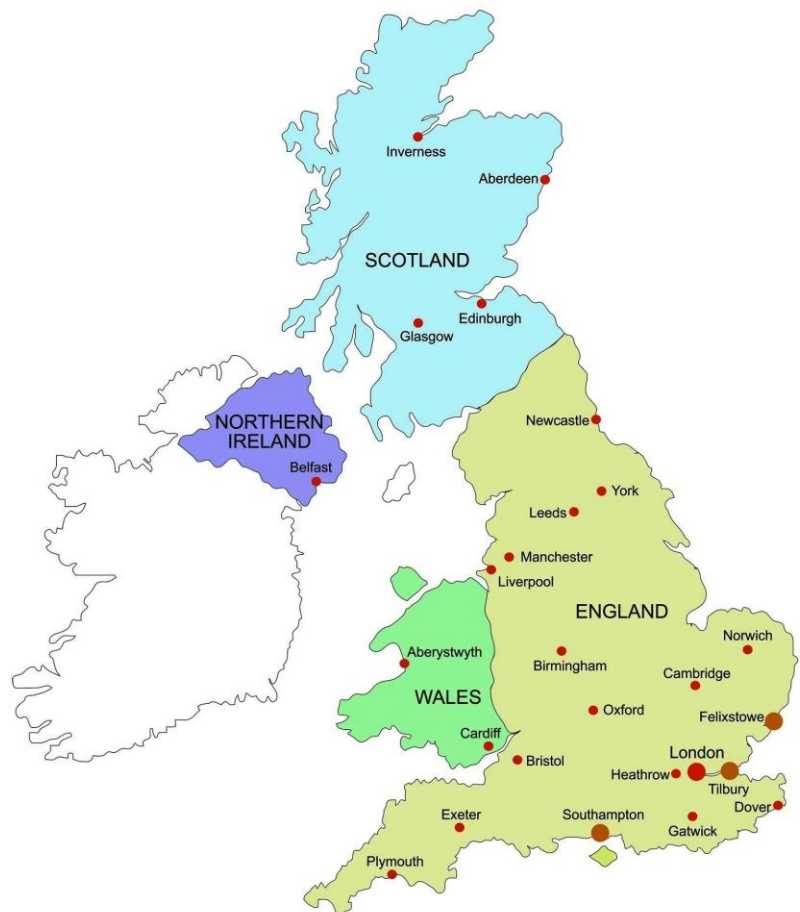 Inverness
Aberdeen
SCOTLAND
Edinburgh
Glasgow
NORTHERN
IRELAND
Belfast
Newcastle
York
Leeds
Manchester
Liverpool
ENGLAND
Norwich
Aberystwyth
Birmingham
Cambridge
WALES
Oxford
Felixstowe
Cardiff
London
Bristol
Heathrow
Tilbury
Dover
Exeter
Southampton
Gatwick
Plymouth